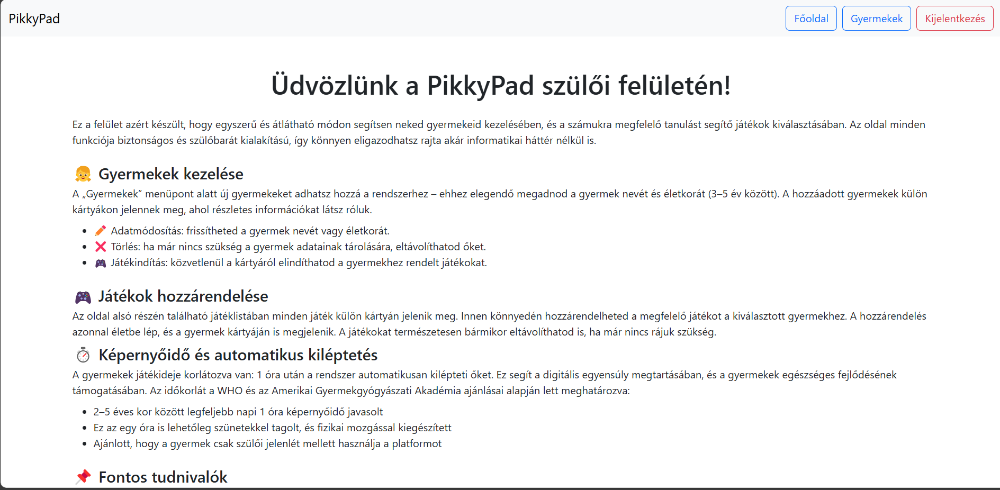 PikkyPad
Főoldal
Gyermekek
Kijelentkezés
Üdvözlünk a PikkyPad szülői felületén!
Ez a felület azért készült, hogy egyszerű és átlátható módon segítsen neked gyermekeid kezelésében, és a számukra megfelelő tanulást segítő játékok kiválasztásában. Az oldal minden
funkciója biztonságos és szülőbarát kialakítású, így könnyen eligazodhatsz rajta akár informatikai háttér nélkül is.
👧 Gyermekek kezelése
A „Gyermekek” menüpont alatt új gyermekeket adhatsz hozzá a rendszerhez – ehhez elegendő megadnod a gyermek nevét és életkorát (3–5 év között). A hozzáadott gyermekek külön
kártyákon jelennek meg, ahol részletes információkat látsz róluk.
• ✏️ Adatmódosítás: frissítheted a gyermek nevét vagy életkorát.
• ❌ Törlés: ha már nincs szükség a gyermek adatainak tárolására, eltávolíthatod őket.
• 🎮 Játékindítás: közvetlenül a kártyáról elindíthatod a gyermekhez rendelt játékokat.
🎮 Játékok hozzárendelése
Az oldal alsó részén található játéklistában minden játék külön kártyán jelenik meg. Innen könnyedén hozzárendelheted a megfelelő játékot a kiválasztott gyermekhez. A hozzárendelés
azonnal életbe lép, és a gyermek kártyáján is megjelenik. A játékokat természetesen bármikor eltávolíthatod is, ha már nincs rájuk szükség.
⏱️ Képernyőidő és automatikus kiléptetés
A gyermekek játékideje korlátozva van: 1 óra után a rendszer automatikusan kilépteti őket. Ez segít a digitális egyensúly megtartásában, és a gyermekek egészséges fejlődésének
támogatásában. Az időkorlát a WHO és az Amerikai Gyermekgyógyászati Akadémia ajánlásai alapján lett meghatározva:
• 2–5 éves kor között legfeljebb napi 1 óra képernyőidő javasolt
• Ez az egy óra is lehetőleg szünetekkel tagolt, és fizikai mozgással kiegészített
• Ajánlott, hogy a gyermek csak szülői jelenlét mellett használja a platformot
📌 Fontos tudnivalók